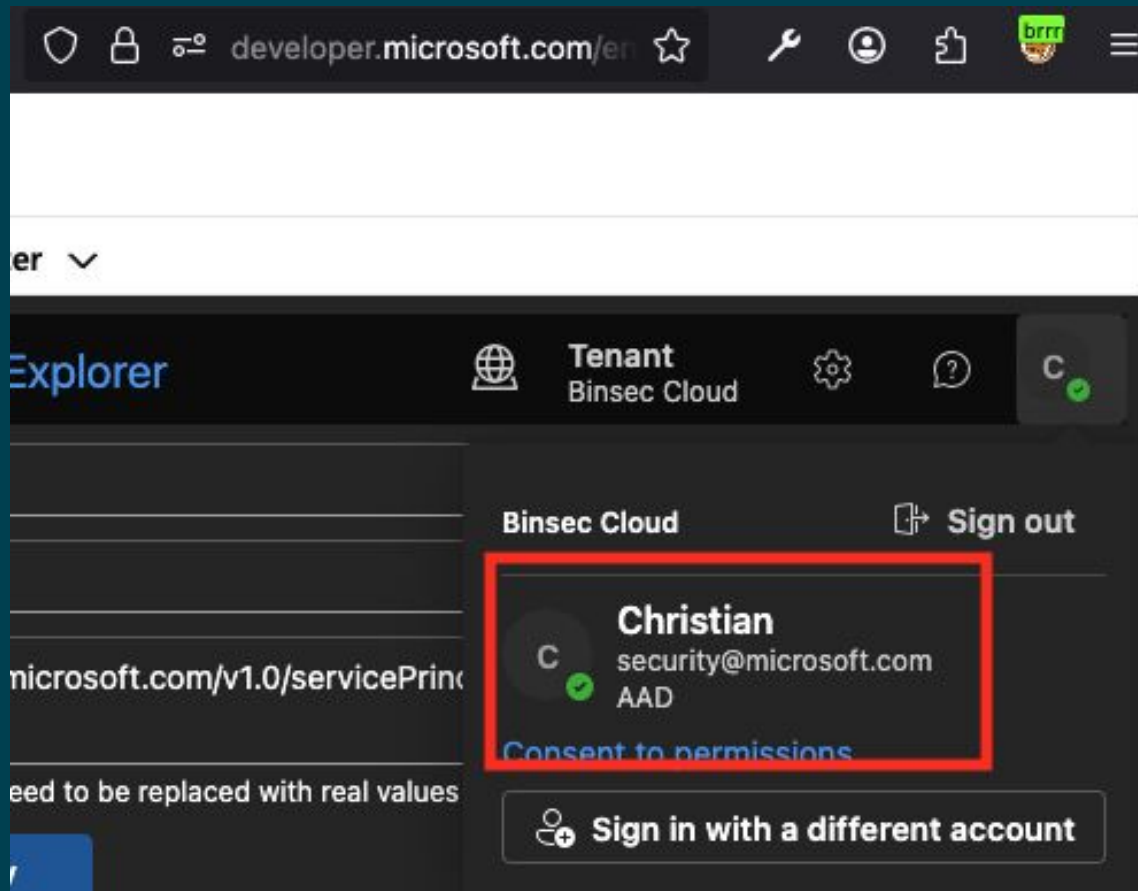 developer.microsoft.com/en
brrr
er
Explorer
Tenant
Binsec Cloud
C
Binsec Cloud
Sign out
C
Christian
security@microsoft.com
AAD
Consent to permissions
microsoft.com/v1.0/servicePrinc
eed to be replaced with real values
Sign in with a different account
y